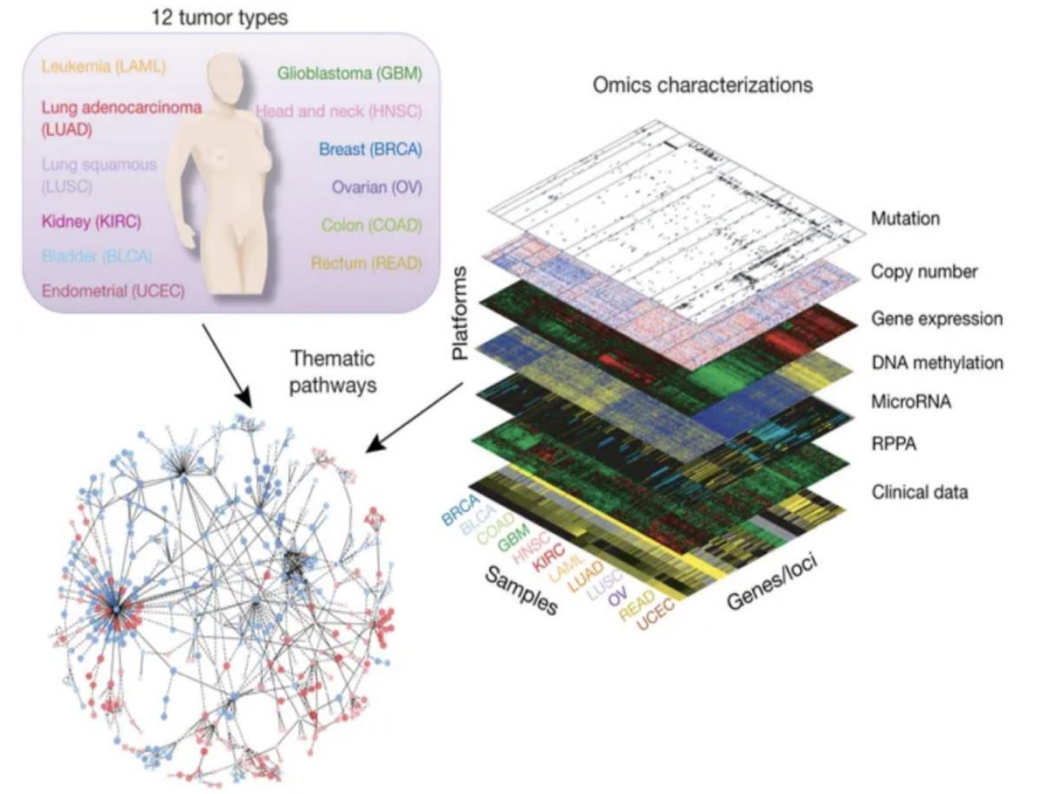 12 tumor types
Leukemia (LAML)
Lung adenocarcinoma
(LUAD)
Lung squamous
(LUSC)
Kidney (KIRC)
Bladder (BLCA)
Endometrial (UCEC)
Glioblastoma (GBM)
Head and neck (HNSC)
Breast (BRCA)
Ovarian (OV)
Colon (COAD)
Rectum (READ)
Thematic
pathways
Omics characterizations
Platforms
Mutation
Copy number
Gene expression
DNA methylation
MicroRNA
RPPA
Clinical data
BRCA
BLCA
COAD
GBM
HNSC
KIRC
LAML
LUAD
LUSC
OV
READ
UCEC
Samples
Genes/loci